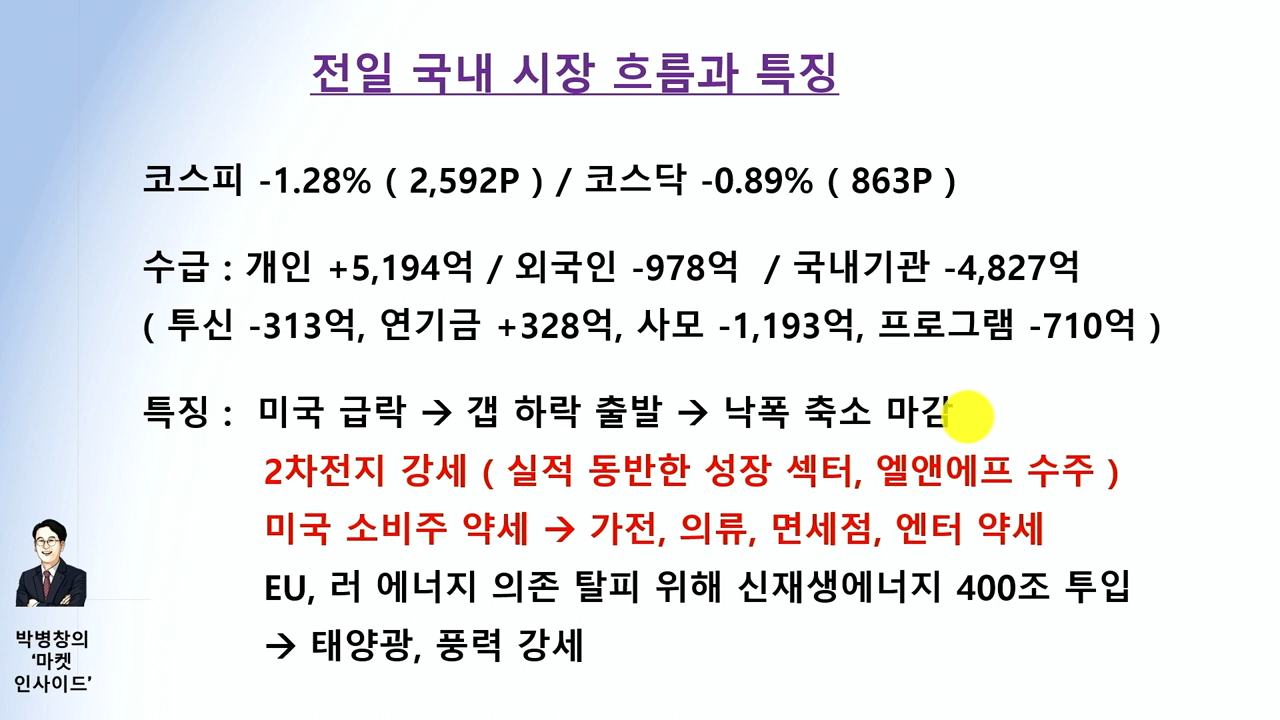 전일 국내 시장 흐름과 특징
코스피 -1.28% ( 2,592P ) / 코스닥 -0.89% ( 863P )
수급 : 개인 +5,194억 / 외국인 -978억 / 국내기관 -4,827억
( 투신 -313억, 연기금 +328억, 사모 -1,193억, 프로그램 -710억 )
특징 : 미국 급락 → 갭 하락 출발 → 낙폭 축소 마감
2차전지 강세 ( 실적 동반한 성장 섹터, 엘앤에프 수주 )
미국 소비주 약세 → 가전, 의류, 면세점, 엔터 약세
EU, 러 에너지 의존 탈피 위해 신재생에너지 400조 투입
→ 태양광, 풍력 강세
박병창의
‘마켓
인사이드’